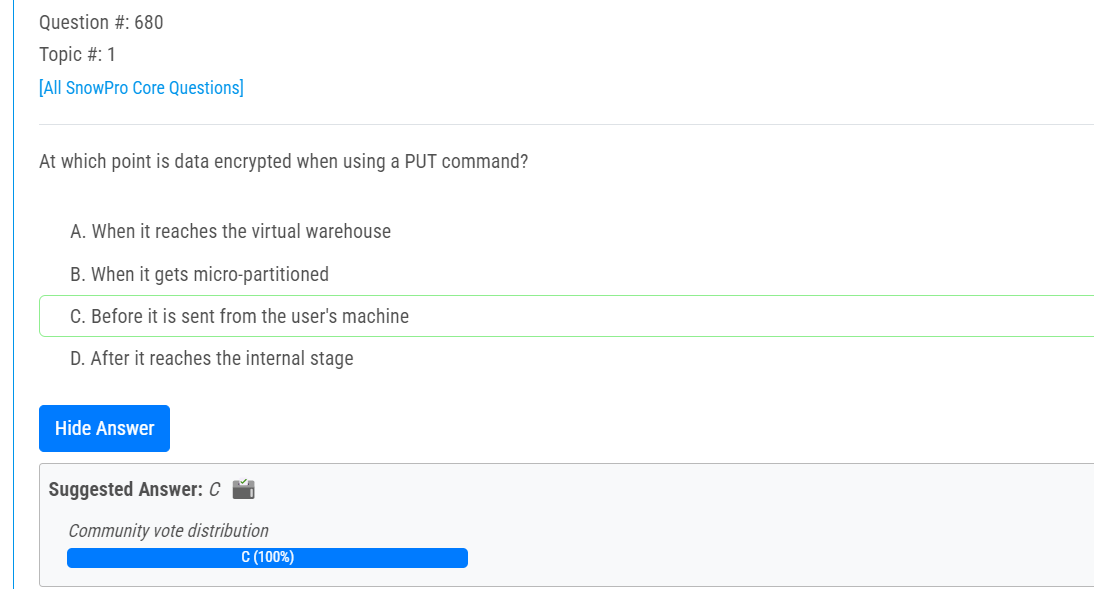 Question #: 680
Topic #: 1
[All SnowPro Core Questions]
At which point is data encrypted when using a PUT command?
A. When it reaches the virtual warehouse
B. When it gets micro-partitioned
C. Before it is sent from the user's machine
D. After it reaches the internal stage
Hide Answer
Suggested Answer: C
Community vote distribution
C (100%)